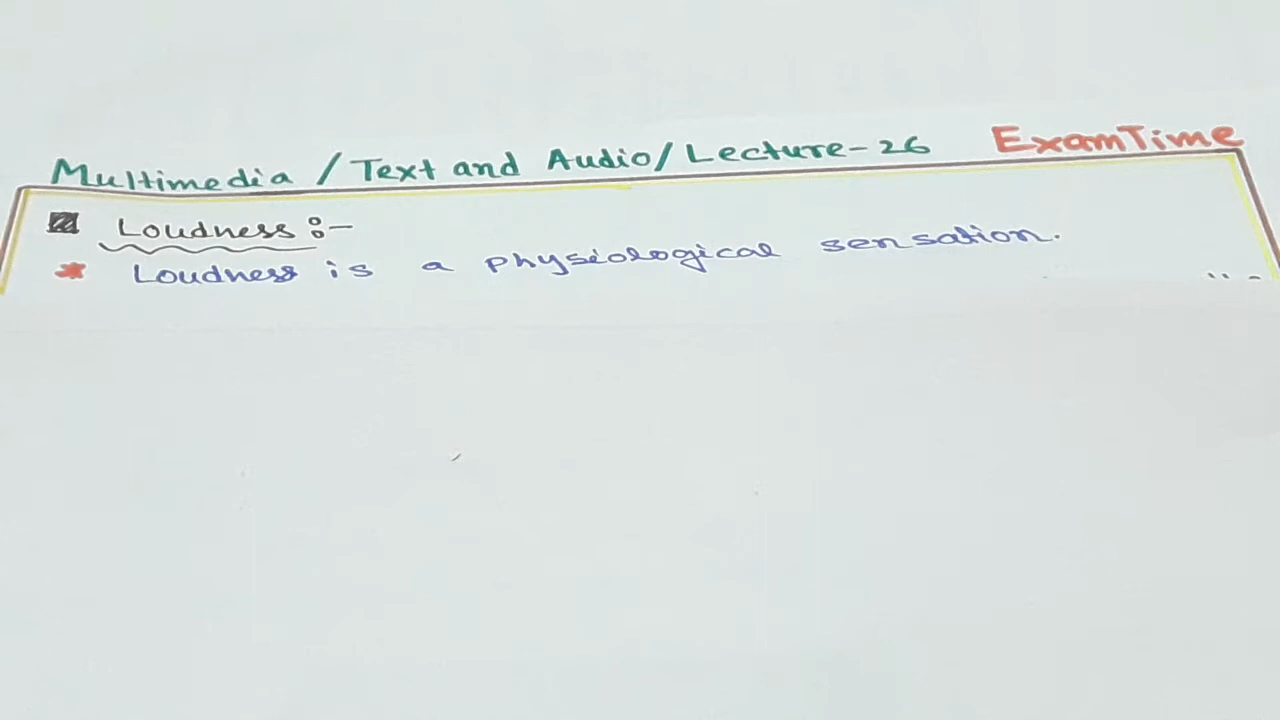 Multimedia / Text and Audio / Lecture-26 ExamTime
Loudness :-
* Loudness is a physiological sensation.